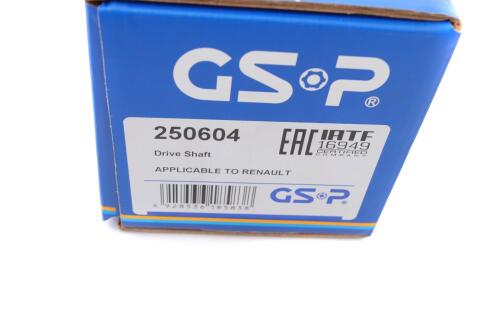 GSP®
250604
Drive Shaft
APPLICABLE TO RENAULT
EAC
IATF
16949
CERTIFIED
COMPANY
GSP®